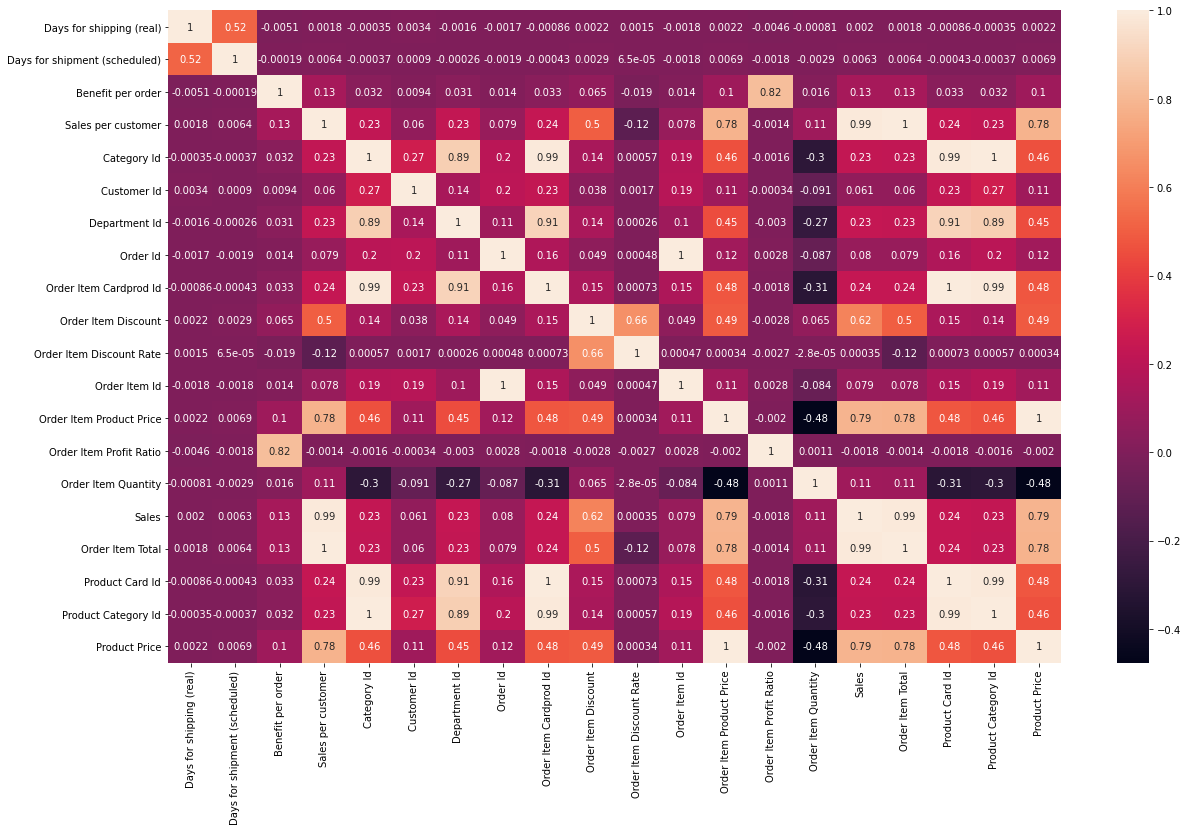 Days for shipping (real) 1 0.52 -0.0051 0.0018 -0.00035 0.0034 -0.0016 -0.0017 -0.00086 0.0022 0.0015 -0.0018 0.0022 -0.0046 -0.00081 0.002 0.0018 -0.00086 -0.00035 0.0022
Days for shipment (scheduled) 0.52 1 -0.00019 0.0064 -0.00037 0.0009 -0.00026 -0.0019 -0.00043 0.0029 6.5e-05 -0.0018 0.0069 -0.0018 -0.0029 0.0063 0.0064 -0.00043 -0.00037 0.0069
Benefit per order -0.0051 -0.00019 1 0.13 0.032 0.0094 0.031 0.014 0.033 0.065 -0.019 0.014 0.1 0.82 0.016 0.13 0.13 0.033 0.032 0.1
Sales per customer 0.0018 0.0064 0.13 1 0.23 0.06 0.23 0.079 0.24 0.5 -0.12 0.078 0.78 -0.0014 0.11 0.99 1 0.24 0.23 0.78
Category Id -0.00035 -0.00037 0.032 0.23 1 0.27 0.89 0.2 0.99 0.14 0.00057 0.19 0.46 -0.0016 -0.3 0.23 0.23 0.99 1 0.46
Customer Id 0.0034 0.0009 0.0094 0.06 0.27 1 0.14 0.2 0.23 0.038 0.0017 0.19 0.11 -0.00034 -0.091 0.061 0.06 0.23 0.27 0.11
Department Id -0.0016 -0.00026 0.031 0.23 0.89 0.14 1 0.11 0.91 0.14 0.00026 0.1 0.45 -0.003 -0.27 0.23 0.23 0.91 0.89 0.45
Order Id -0.0017 -0.0019 0.014 0.079 0.2 0.2 0.11 1 0.16 0.049 0.00048 1 0.12 0.0028 -0.087 0.08 0.079 0.16 0.2 0.12
Order Item Cardprod Id -0.00086 -0.00043 0.033 0.24 0.99 0.23 0.91 0.16 1 0.15 0.00073 0.15 0.48 -0.0018 -0.31 0.24 0.24 1 0.99 0.48
Order Item Discount 0.0022 0.0029 0.065 0.5 0.14 0.038 0.14 0.049 0.15 1 0.66 0.049 0.49 -0.0028 0.065 0.62 0.5 0.15 0.14 0.49
Order Item Discount Rate 0.0015 6.5e-05 -0.019 -0.12 0.00057 0.0017 0.00026 0.00048 0.00073 0.66 1 0.00047 0.00034 -0.0027 -2.8e-05 0.00035 -0.12 0.00073 0.00057 0.00034
Order Item Id -0.0018 -0.0018 0.014 0.078 0.19 0.19 0.1 1 0.15 0.049 0.00047 1 0.11 0.0028 -0.084 0.079 0.078 0.15 0.19 0.11
Order Item Product Price 0.0022 0.0069 0.1 0.78 0.46 0.11 0.45 0.12 0.48 0.49 0.00034 0.11 1 -0.002 -0.48 0.79 0.78 0.48 0.46 1
Order Item Profit Ratio -0.0046 -0.0018 0.82 -0.0014 -0.0016 -0.00034 -0.003 0.0028 -0.0018 -0.0028 -0.0027 0.0028 -0.002 1 0.0011 -0.0018 -0.0014 -0.0018 -0.0016 -0.002
Order Item Quantity -0.00081 -0.0029 0.016 0.11 -0.3 -0.091 -0.27 -0.087 -0.31 0.065 -2.8e-05 -0.084 -0.48 0.0011 1 0.11 0.11 -0.31 -0.3 -0.48
Sales 0.002 0.0063 0.13 0.99 0.23 0.061 0.23 0.08 0.24 0.62 0.00035 0.079 0.79 -0.0018 0.11 1 0.99 0.24 0.23 0.79
Order Item Total 0.0018 0.0064 0.13 1 0.23 0.06 0.23 0.079 0.24 0.5 -0.12 0.078 0.78 -0.0014 0.11 0.99 1 0.24 0.23 0.78
Product Card Id -0.00086 -0.00043 0.033 0.24 0.99 0.23 0.91 0.16 1 0.15 0.00073 0.15 0.48 -0.0018 -0.31 0.24 0.24 1 0.99 0.48
Product Category Id -0.00035 -0.00037 0.032 0.23 1 0.27 0.89 0.2 0.99 0.14 0.00057 0.19 0.46 -0.0016 -0.3 0.23 0.23 0.99 1 0.46
Product Price 0.0022 0.0069 0.1 0.78 0.46 0.11 0.45 0.12 0.48 0.49 0.00034 0.11 1 -0.002 -0.48 0.79 0.78 0.48 0.46 1
Days for shipping (real)
Days for shipment (scheduled)
Benefit per order
Sales per customer
Category Id
Customer Id
Department Id
Order Id
Order Item Cardprod Id
Order Item Discount
Order Item Discount Rate
Order Item Id
Order Item Product Price
Order Item Profit Ratio
Order Item Quantity
Sales
Order Item Total
Product Card Id
Product Category Id
Product Price
1.0
0.8
0.6
0.4
0.2
0.0
−0.2
−0.4